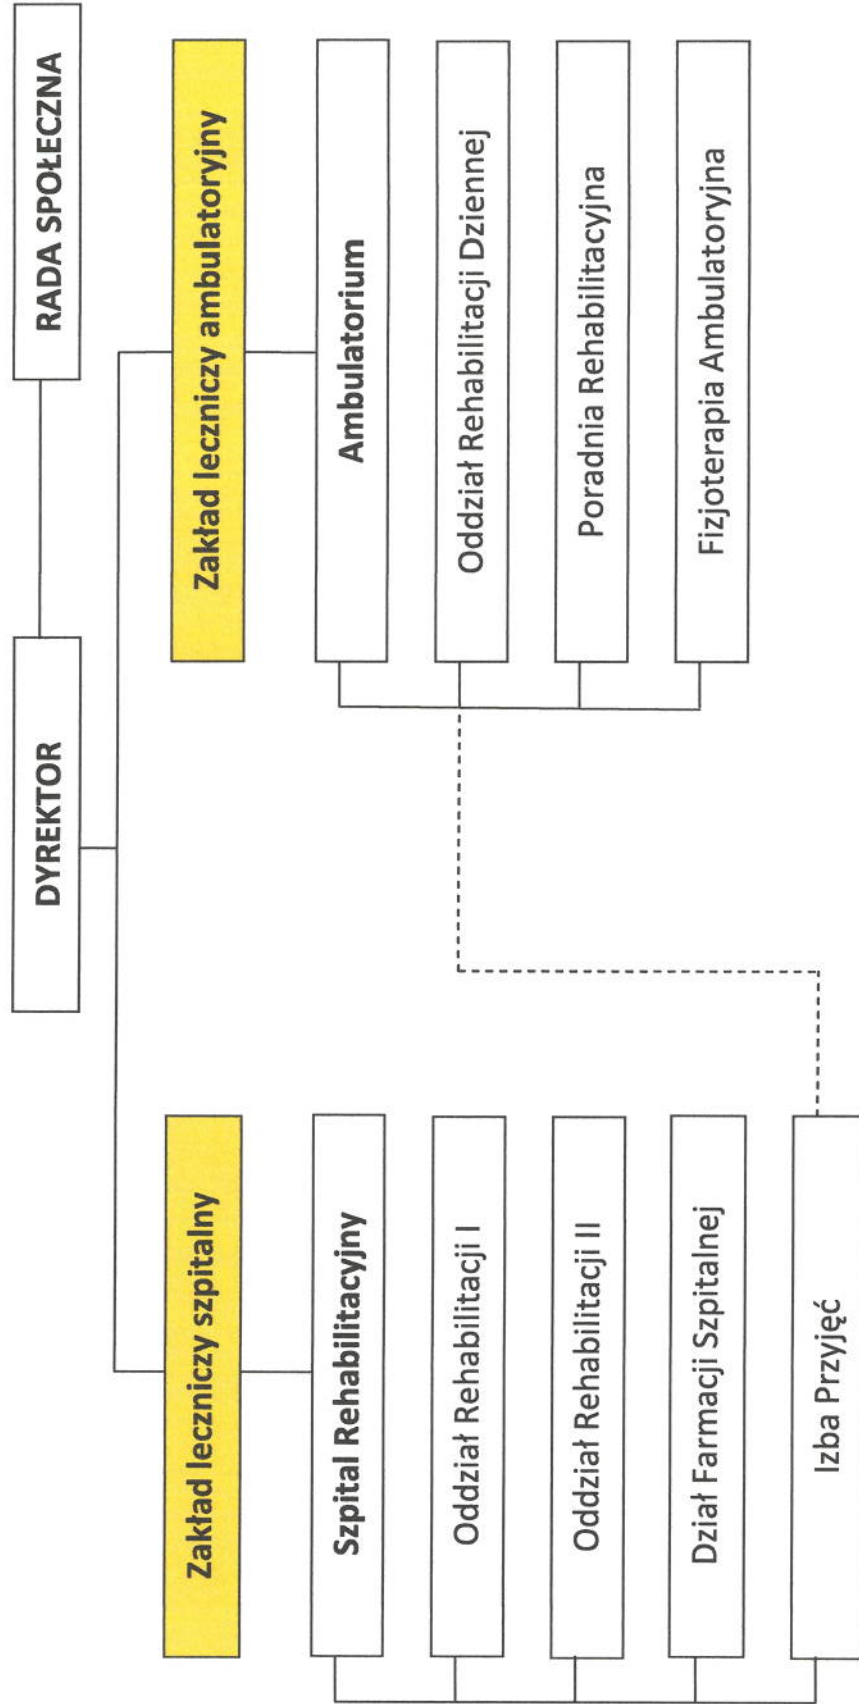 DYREKTOR
RADA SPOŁECZNA
Zakład leczniczy szpitalny
Szpital Rehabilitacyjny
Oddział Rehabilitacji I
Oddział Rehabilitacji II
Dział Farmacji Szpitalnej
Izba Przyjęć
Zakład leczniczy ambulatoryjny
Ambulatorium
Oddział Rehabilitacji Dziennej
Poradnia Rehabilitacyjna
Fizjoterapia Ambulatoryjna